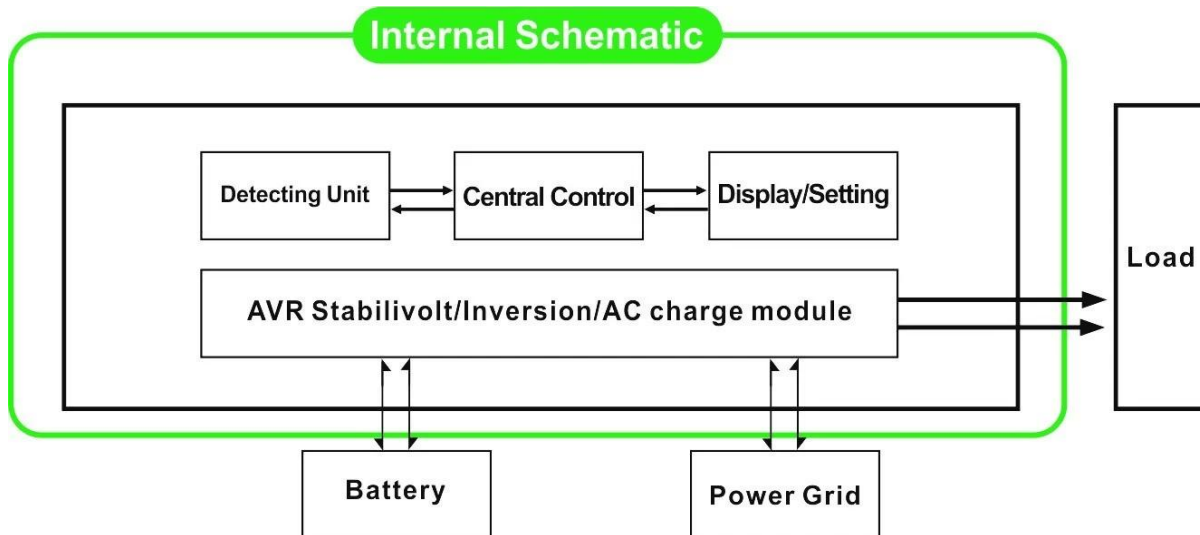 Internal Schematic
Detecting Unit
Central Control
Display/Setting
Load
AVR Stabilivolt/Inversion/AC charge module
Battery
Power Grid